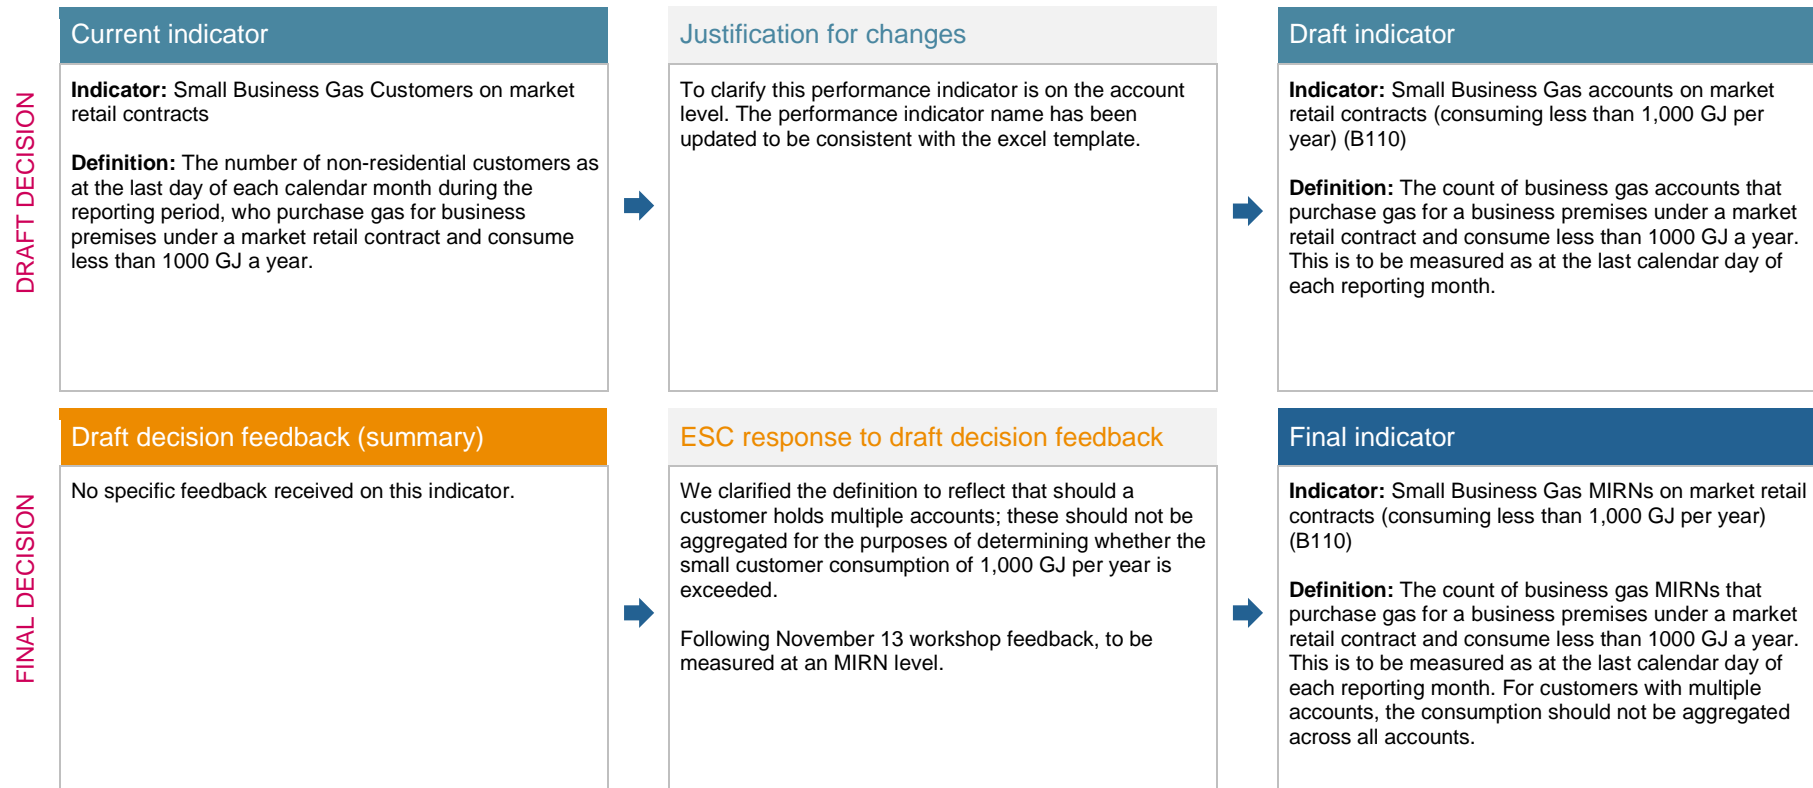 DRAFT DECISION
Current indicator
Indicator: Small Business Gas Customers on market
retail contracts
Definition: The number of non-residential customers as
at the last day of each calendar month during the
reporting period, who purchase gas for business
premises under a market retail contract and consume
less than 1000 GJ a year.
Justification for changes
To clarify this performance indicator is on the account
level. The performance indicator name has been
updated to be consistent with the excel template.
Draft indicator
Indicator: Small Business Gas accounts on market
retail contracts (consuming less than 1,000 GJ per
year) (B110)
Definition: The count of business gas accounts that
purchase gas for a business premises under a market
retail contract and consume less than 1000 GJ a year.
This is to be measured as at the last calendar day of
each reporting month.
FINAL DECISION
Draft decision feedback (summary)
No specific feedback received on this indicator.
ESC response to draft decision feedback
We clarified the definition to reflect that should a
customer holds multiple accounts; these should not be
aggregated for the purposes of determining whether the
small customer consumption of 1,000 GJ per year is
exceeded.
Following November 13 workshop feedback, to be
measured at an MIRN level.
Final indicator
Indicator: Small Business Gas MIRNs on market retail
contracts (consuming less than 1,000 GJ per year)
(B110)
Definition: The count of business gas MIRNs that
purchase gas for a business premises under a market
retail contract and consume less than 1000 GJ a year.
This is to be measured as at the last calendar day of
each reporting month. For customers with multiple
accounts, the consumption should not be aggregated
across all accounts.